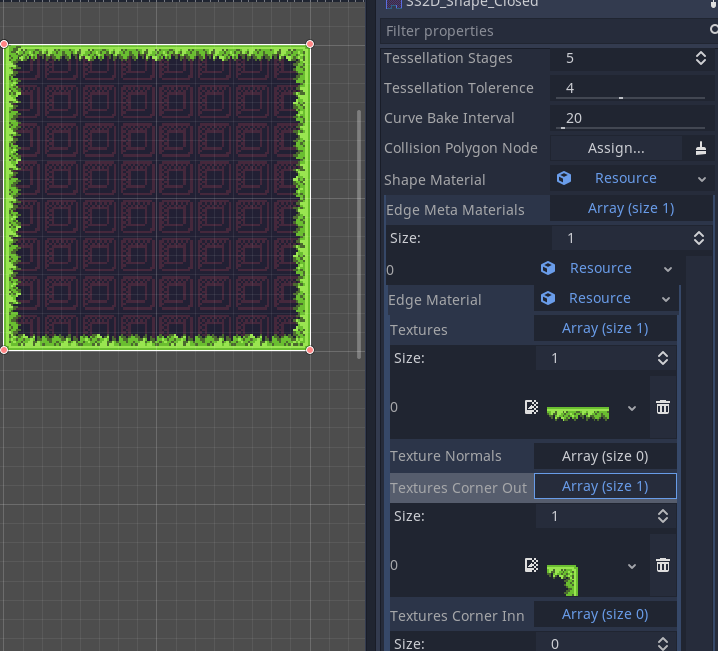 SS2D_Shape_Closed
Filter properties
Tessellation Stages 5
Tessellation Tolerence 4
Curve Bake Interval 20
Collision Polygon Node Assign...
Shape Material Resource
Edge Meta Materials Array (size 1)
Size: 1
0 Resource
Edge Material Resource
Textures Array (size 1)
Size: 1
0
Texture Normals Array (size 0)
Textures Corner Out Array (size 1)
Size: 1
0
Textures Corner Inn Array (size 0)
Size: 0